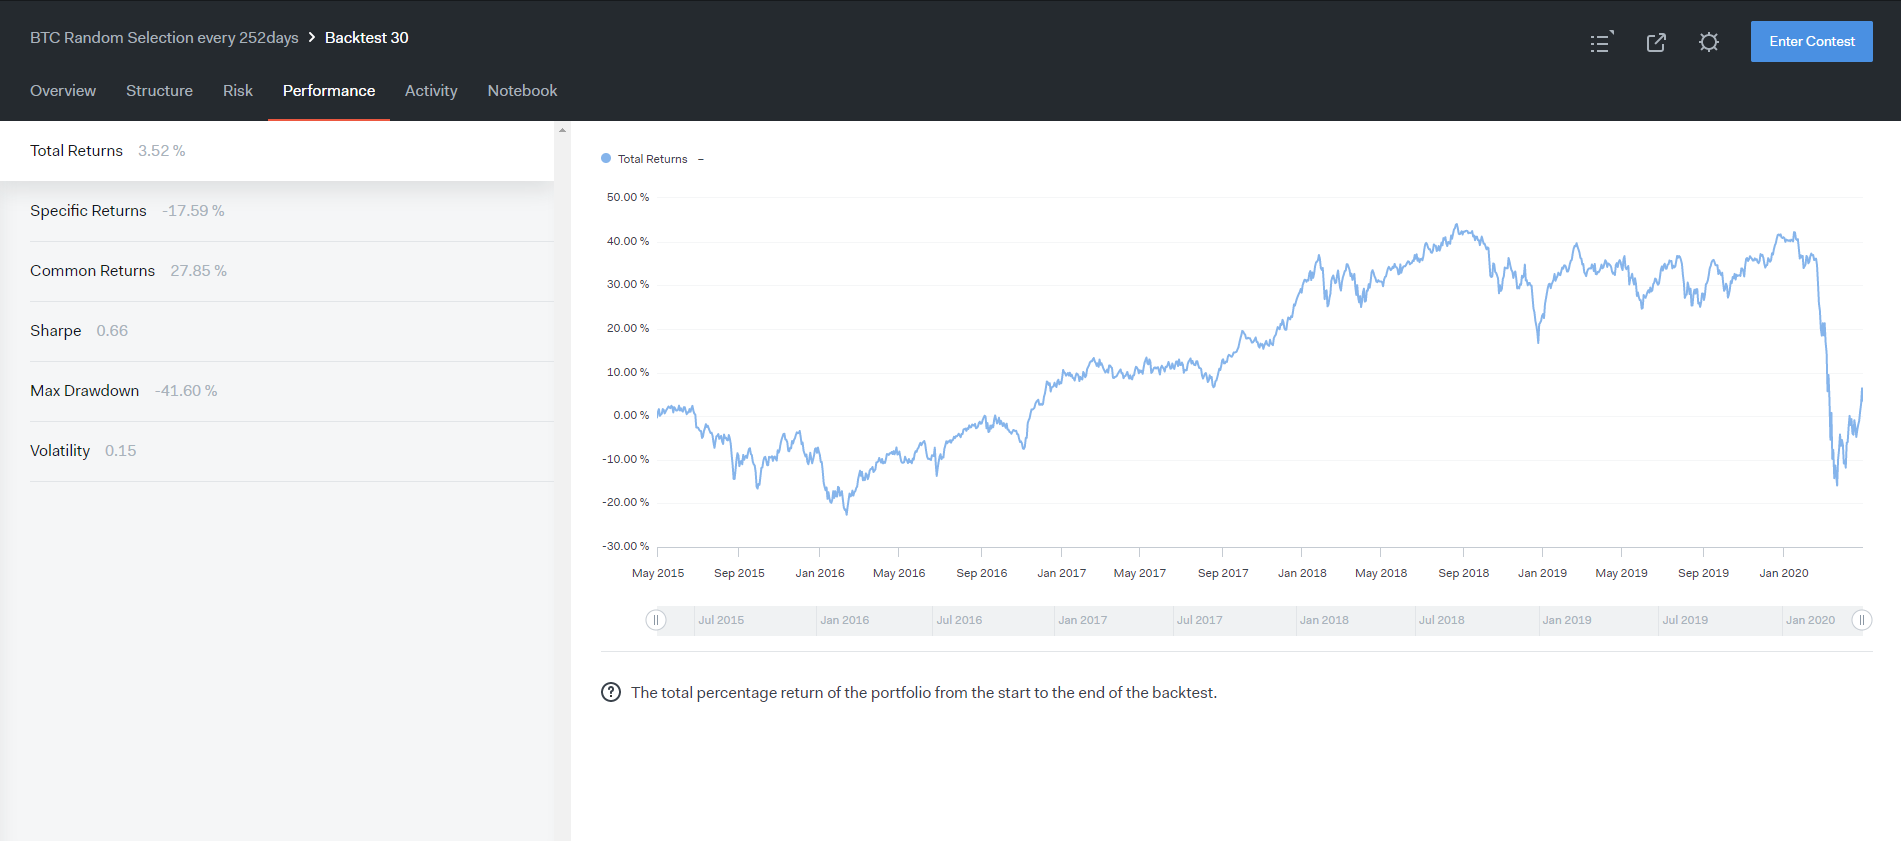 BTC Random Selection every 252days > Backtest 30
Enter Contest
Overview Structure Risk Performance Activity Notebook
Total Returns 3.52 %
Specific Returns -17.59 %
Common Returns 27.85 %
Sharpe 0.66
Max Drawdown -41.60 %
Volatility 0.15
Total Returns –
50.00 %
40.00 %
30.00 %
20.00 %
10.00 %
0.00 %
-10.00 %
-20.00 %
-30.00 %
May 2015 Sep 2015 Jan 2016 May 2016 Sep 2016 Jan 2017 May 2017 Sep 2017 Jan 2018 May 2018 Sep 2018 Jan 2019 May 2019 Sep 2019 Jan 2020
Jul 2015 Jan 2016 Jul 2016 Jan 2017 Jul 2017 Jan 2018 Jul 2018 Jan 2019 Jul 2019 Jan 2020
? The total percentage return of the portfolio from the start to the end of the backtest.